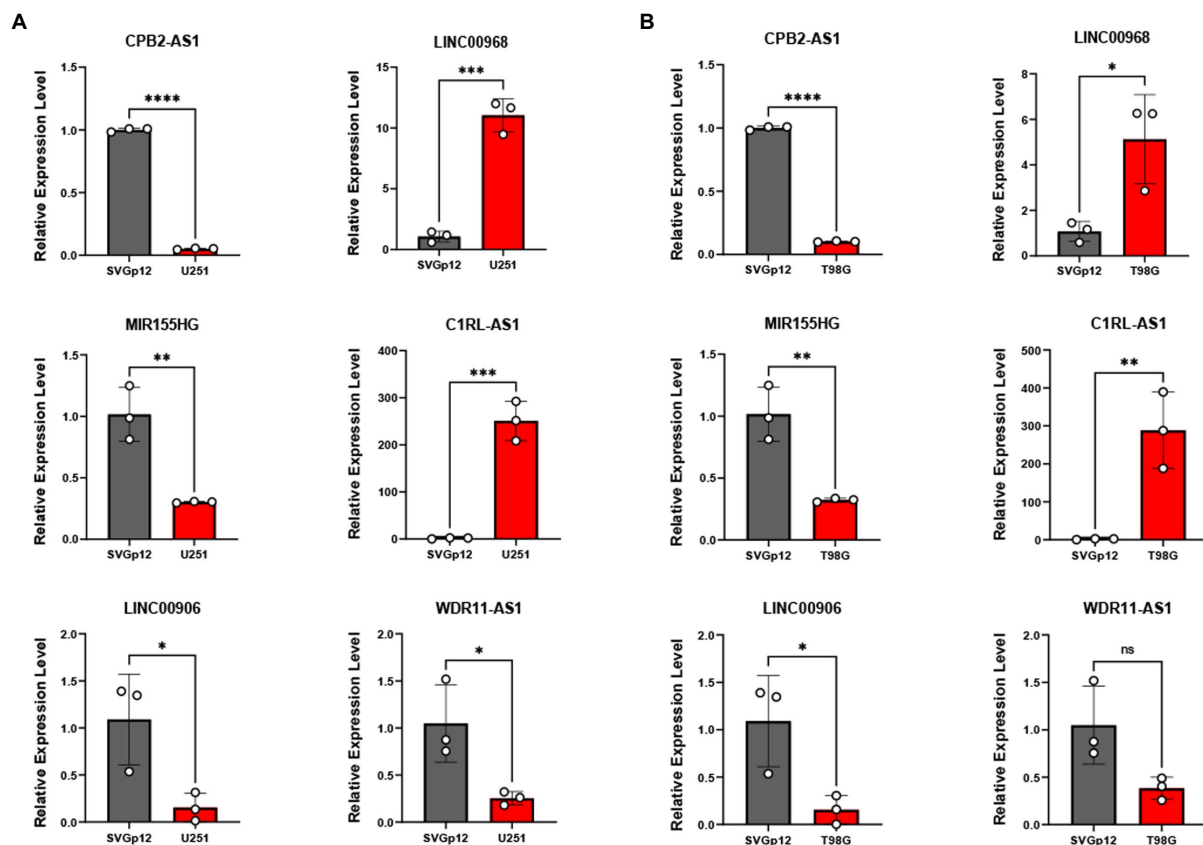 A
B
CPB2-AS1
Relative Expression Level
1.5
1.0
0.5
0.0
****
SVGp12
U251
LINC00968
Relative Expression Level
15
10
5
0
***
SVGp12
U251
CPB2-AS1
Relative Expression Level
1.5
1.0
0.5
0.0
****
SVGp12
T98G
LINC00968
Relative Expression Level
8
6
4
2
0
*
SVGp12
T98G
MIR155HG
Relative Expression Level
1.5
1.0
0.5
0.0
**
SVGp12
U251
C1RL-AS1
Relative Expression Level
400
300
200
100
0
***
SVGp12
U251
MIR155HG
Relative Expression Level
1.5
1.0
0.5
0.0
**
SVGp12
T98G
C1RL-AS1
Relative Expression Level
500
400
300
200
100
0
**
SVGp12
T98G
LINC00906
Relative Expression Level
2.0
1.5
1.0
0.5
0.0
*
SVGp12
U251
WDR11-AS1
Relative Expression Level
2.0
1.5
1.0
0.5
0.0
*
SVGp12
U251
LINC00906
Relative Expression Level
2.0
1.5
1.0
0.5
0.0
*
SVGp12
T98G
WDR11-AS1
Relative Expression Level
2.0
1.5
1.0
0.5
0.0
ns
SVGp12
T98G